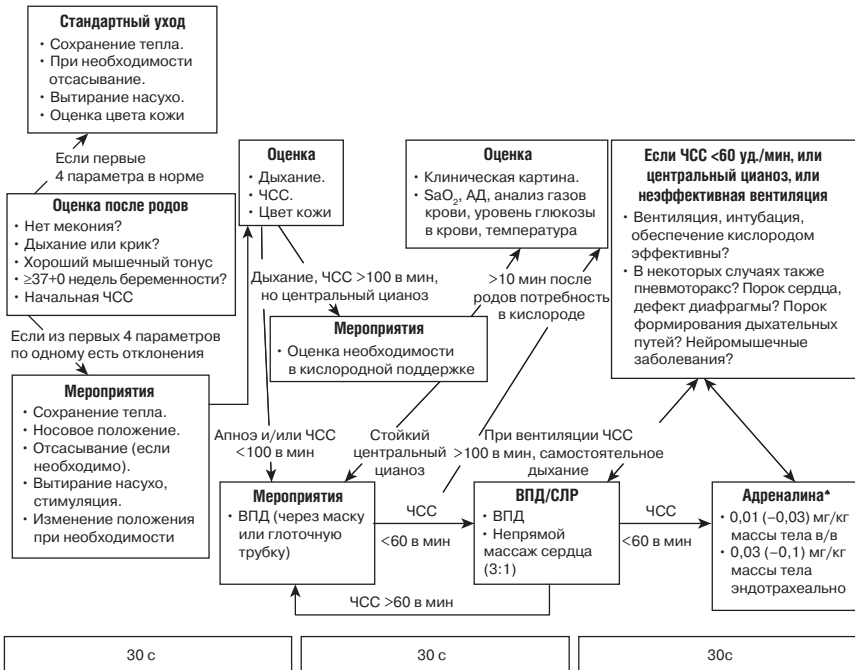 Стандартный уход
· Сохранение тепла.
· При необходимости
отсасывание.
· Вытирание насухо.
· Оценка цвета кожи
Если первые
4 параметра в норме
Оценка после родов
· Нет мекония?
· Дыхание или крик?
· Хороший мышечный тонус
· ≥37+0 недель беременности?
· Начальная ЧСС
Если из первых 4 параметров
по одному есть отклонения
Мероприятия
· Сохранение тепла.
· Носовое положение.
· Отсасывание (если
необходимо).
· Вытирание насухо,
стимуляция.
· Изменение положения
при необходимости
Оценка
· Дыхание.
· ЧСС.
· Цвет кожи
Дыхание, ЧСС >100 в мин,
но центральный цианоз
Мероприятия
· Оценка необходимости
в кислородной поддержке
Апноэ и/или ЧСС
<100 в мин
Стойкий
центральный
цианоз
Оценка
· Клиническая картина.
· SaO₂, АД, анализ газов
крови, уровень глюкозы
в крови, температура
>10 мин после
родов потребность
в кислороде
При вентиляции ЧСС
>100 в мин, самостоятельное
дыхание
Если ЧСС <60 уд./мин, или
центральный цианоз, или
неэффективная вентиляция
· Вентиляция, интубация,
обеспечение кислородом
эффективны?
· В некоторых случаях также
пневмоторакс? Порок сердца,
дефект диафрагмы? Порок
формирования дыхательных
путей? Нейромышечные
заболевания?
Мероприятия
· ВПД (через маску
или глоточную
трубку)
ЧСС
<60 в мин
ВПД/СЛР
· ВПД
· Непрямой
массаж сердца
(3:1)
ЧСС
<60 в мин
Адреналина*
· 0,01 (−0,03) мг/кг
массы тела в/в
· 0,03 (−0,1) мг/кг
массы тела
эндотрахеально
ЧСС >60 в мин
30 с
30 с
30с